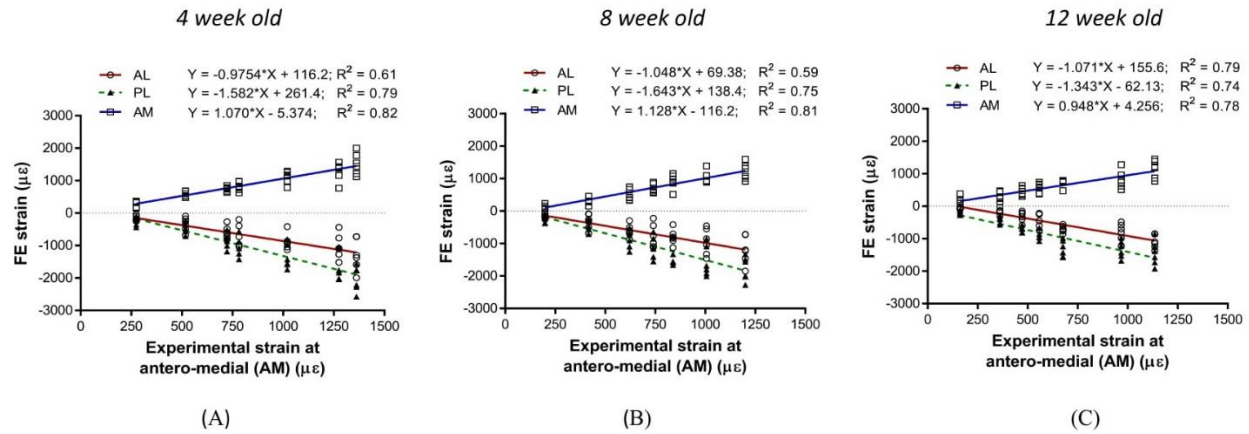 4 week old
AL Y = -0.9754*X + 116.2; R² = 0.61
PL Y = -1.582*X + 261.4; R² = 0.79
AM Y = 1.070*X - 5.374; R² = 0.82
FE strain (με)
3000
2000
1000
0
-1000
-2000
-3000
0 250 500 750 1000 1250 1500
Experimental strain at
antero-medial (AM) (με)
(A)
8 week old
AL Y = -1.048*X + 69.38; R² = 0.59
PL Y = -1.643*X + 138.4; R² = 0.75
AM Y = 1.128*X - 116.2; R² = 0.81
FE strain (με)
3000
2000
1000
0
-1000
-2000
-3000
0 250 500 750 1000 1250 1500
Experimental strain at
antero-medial (AM) (με)
(B)
12 week old
AL Y = -1.071*X + 155.6; R² = 0.79
PL Y = -1.343*X - 62.13; R² = 0.74
AM Y = 0.948*X + 4.256; R² = 0.78
FE strain (με)
3000
2000
1000
0
-1000
-2000
-3000
0 250 500 750 1000 1250 1500
Experimental strain at
antero-medial (AM) (με)
(C)